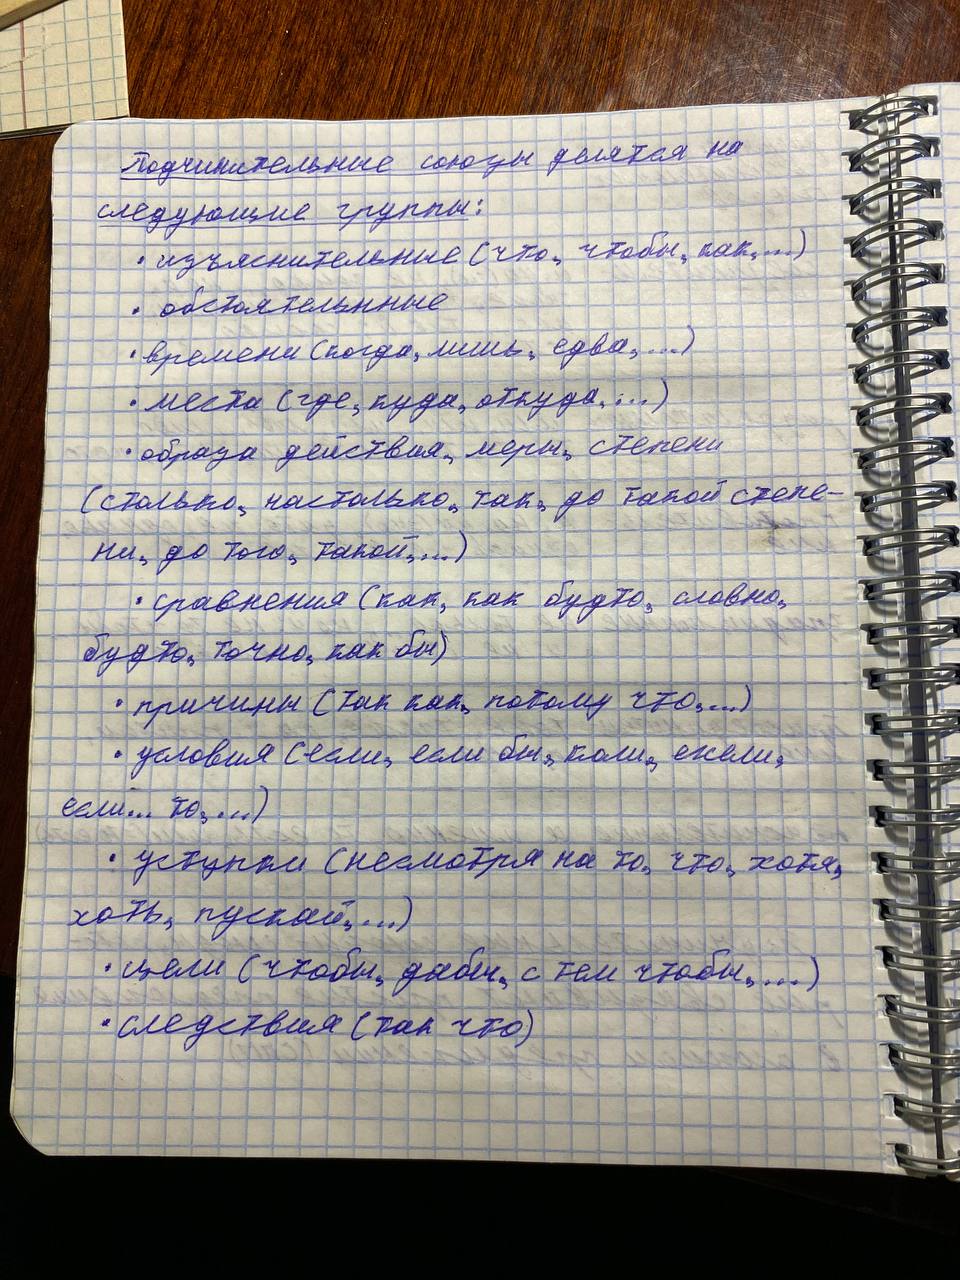 Подчинительные союзы делятся на
следующие группы:
· изъяснительные (что, чтобы, как,...)
· обстоятельнные
· времени (когда, лишь, едва,...)
· места (где, куда, откуда,...)
· образа действия, меры, степени
(столько, настолько, так, до такой степе-
ни, до того, такой,...)
· сравнения (как, как будто, словно,
будто, точно, как бы)
· причины (так как, потому что,...)
· условия (если, если бы, коли, ежели,
если... то,...)
· уступки (несмотря на то, что, хотя,
хоть, пускай,...)
· цели (чтобы, дабы, с тем чтобы,...)
· следствия (так что)